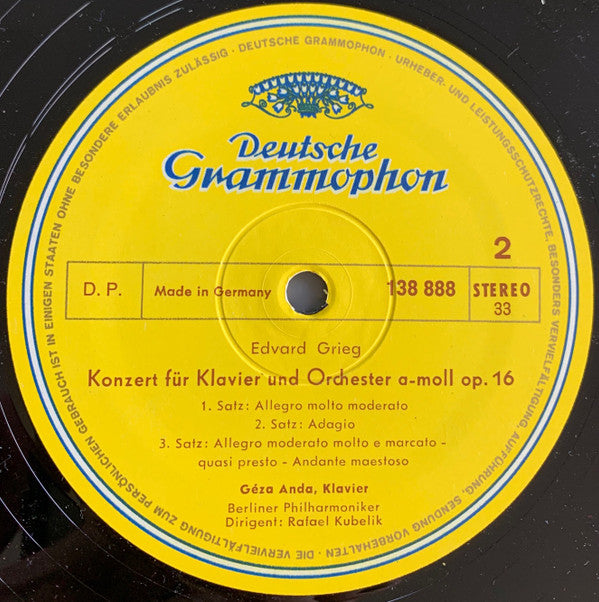 Deutsche
Grammophon
2
D. P.
Made in Germany
138 888
STEREO
33
Edvard Grieg
Konzert für Klavier und Orchester a-moll op. 16
1. Satz: Allegro molto moderato
2. Satz: Adagio
3. Satz: Allegro moderato molto e marcato -
quasi presto - Andante maestoso
Géza Anda, Klavier
Berliner Philharmoniker
Dirigent: Rafael Kubelik
DEUTSCHE GRAMMOPHON · URHEBER- UND LEISTUNGSSCHUTZRECHTE, BESONDERS VERVIELFÄLTIGUNG, AUFFÜHRUNG, SENDUNG VORBEHALTEN · DIE VERVIELFÄLTIGUNG ZUM PERSÖNLICHEN GEBRAUCH IST IN EINIGEN STAATEN OHNE BESONDERE ERLAUBNIS ZULÄSSIG ·